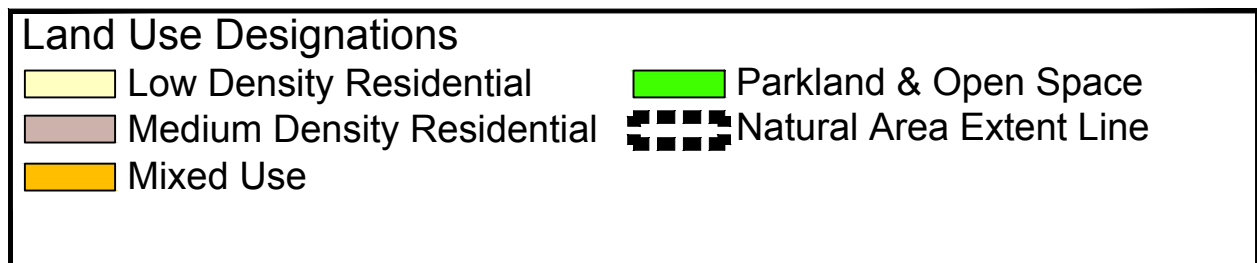 Land Use Designations
Low Density Residential
Medium Density Residential
Mixed Use
Parkland & Open Space
Natural Area Extent Line